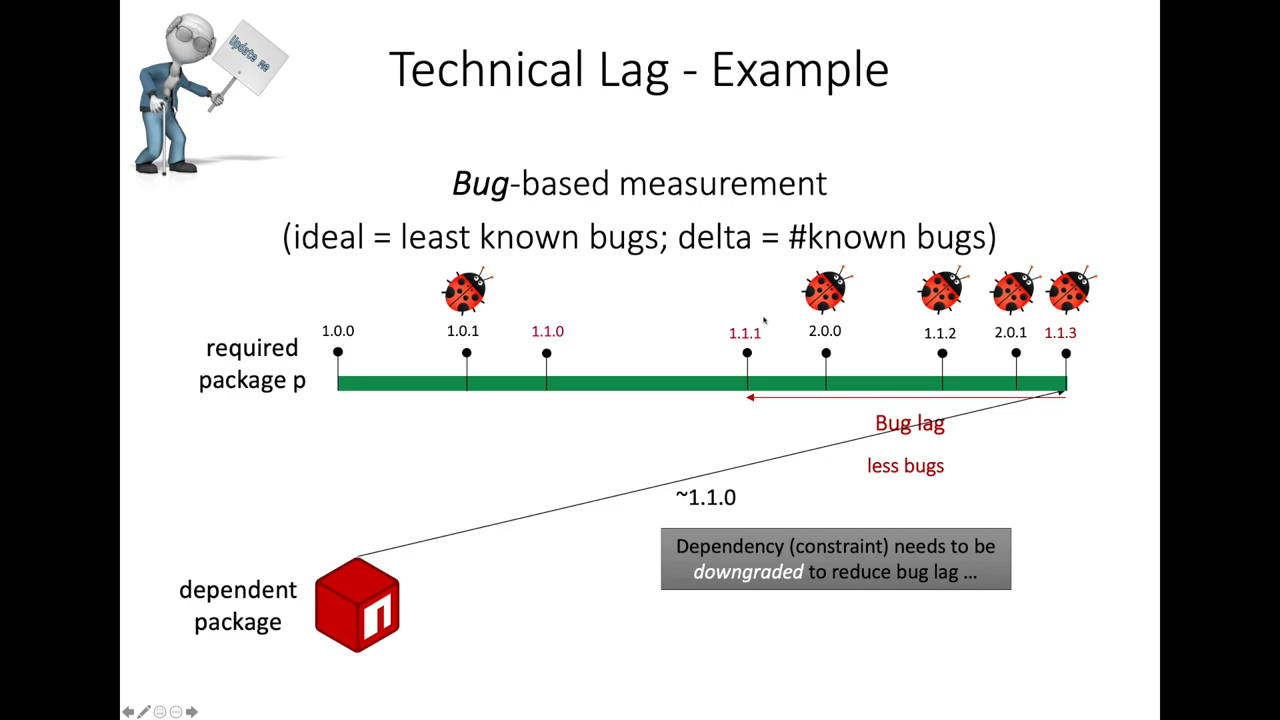 Update me
Technical Lag - Example
Bug-based measurement
(ideal = least known bugs; delta = #known bugs)
1.0.0 1.0.1 1.1.0 1.1.1 2.0.0 1.1.2 2.0.1 1.1.3
required
package p
Bug lag
less bugs
~1.1.0
Dependency (constraint) needs to be
downgraded to reduce bug lag ...
dependent
package
n